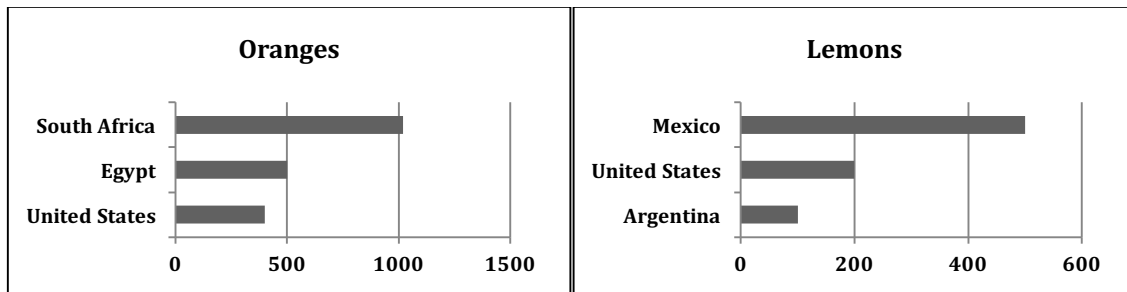 Oranges
South Africa
Egypt
United States
0 500 1000 1500
Lemons
Mexico
United States
Argentina
0 200 400 600